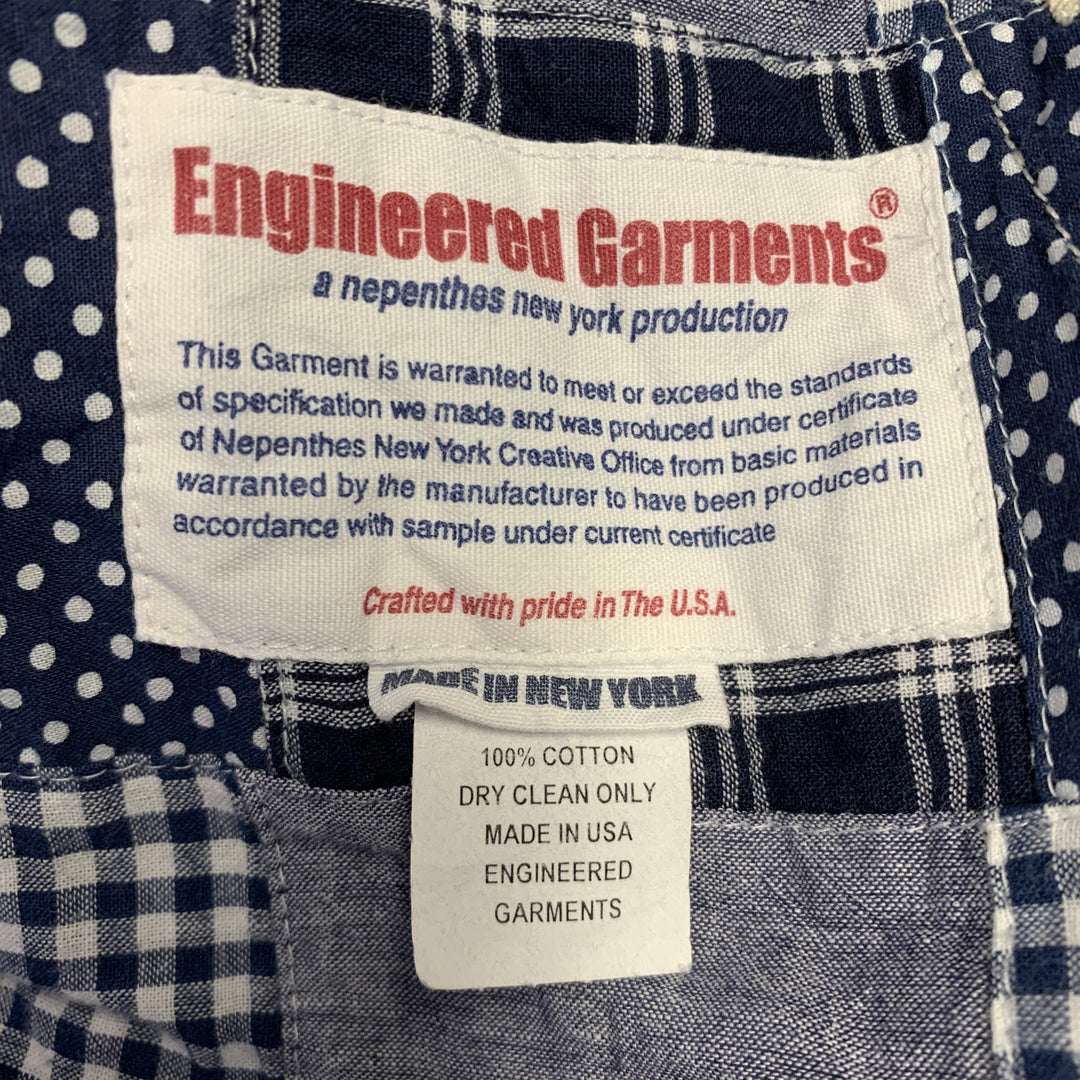 Engineered Garments®
a nepenthes new york production
This Garment is warranted to meet or exceed the standards
of specification we made and was produced under certificate
of Nepenthes New York Creative Office from basic materials
warranted by the manufacturer to have been produced in
accordance with sample under current certificate
Crafted with pride in The U.S.A.
MADE IN NEW YORK
100% COTTON
DRY CLEAN ONLY
MADE IN USA
ENGINEERED
GARMENTS